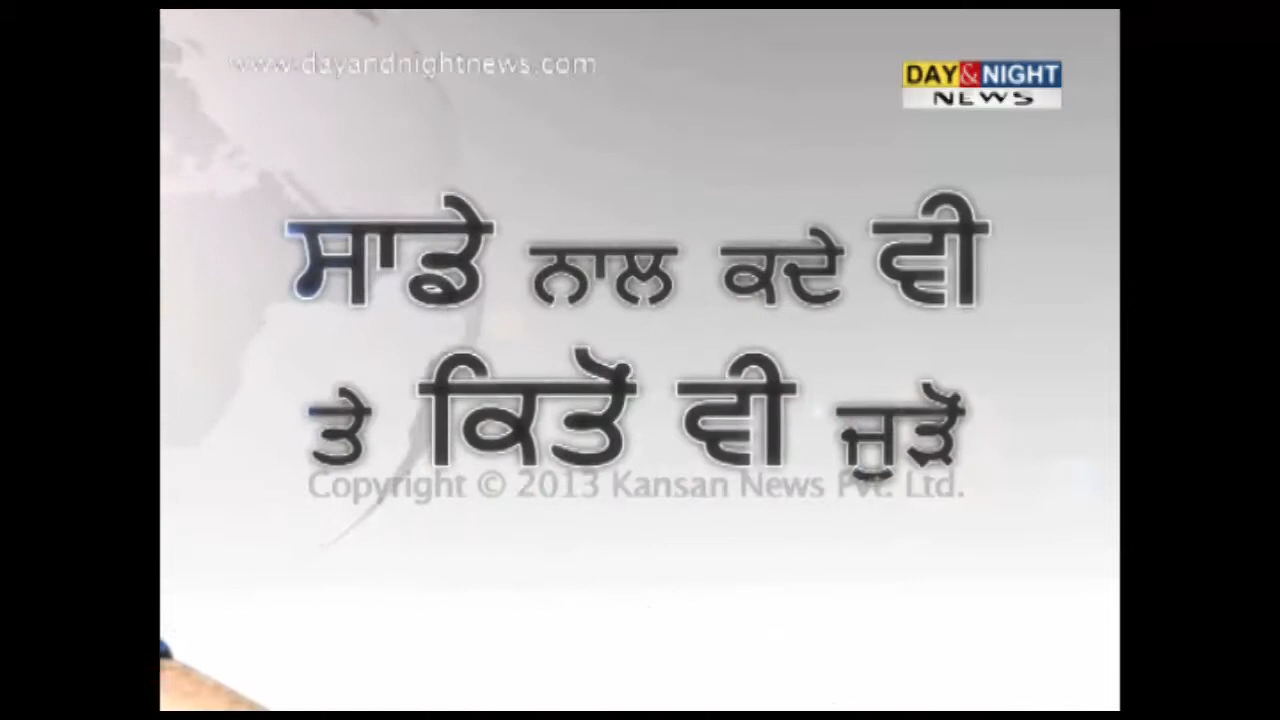 www.dayandnightnews.com
DAY&NIGHT
NEWS
ਸਾਡੇ ਨਾਲ ਕਦੇ ਵੀ
ਤੇ ਕਿਤੋਂ ਵੀ ਜੁੜੋਂ
Copyright © 2013 Kansan News Pvt. Ltd.